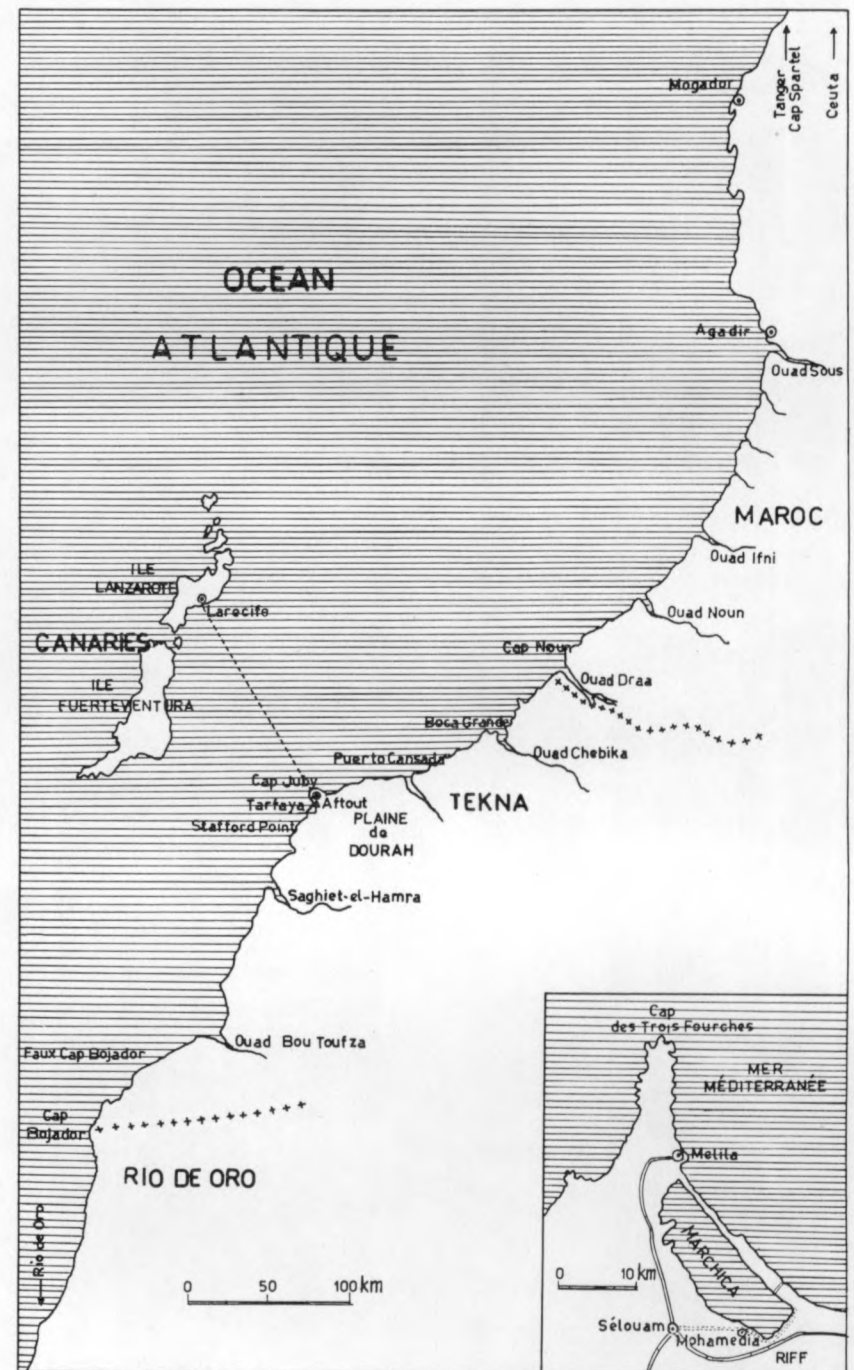 Tanger
Cap Spartel
Ceuta
Mogador
OCEAN
ATLANTIQUE
Agadir
Ouad Sous
MAROC
Ouad Ifni
ILE
LANZAROTE
Larecife
Ouad Noun
CANARIES
Cap Noun
ILE
FUERTEVENTURA
Ouad Draa
Boca Grande
Ouad Chebika
Puerto Cansada
Cap Juby
Tarfaya
Aftout
TEKNA
Stafford Point
PLAINE
de
DOURAH
Saghiet-el-Hamra
Ouad Bou Toufza
Faux Cap Bojador
Cap
Bojador
RIO DE ORO
Rio de Oro
0 50 100 km
Cap
des Trois Fourches
MER
MÉDITERRANÉE
Melila
MARCHICA
0 10 km
Sélouam
Mohamedia
RIFF